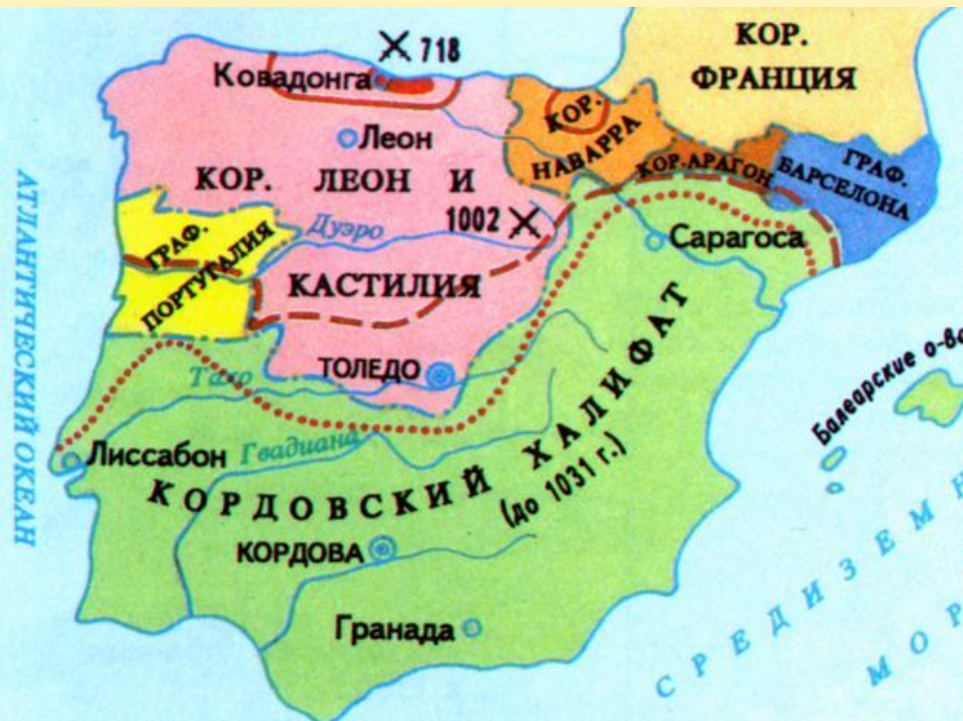 КОР.
ФРАНЦИЯ
718
Ковадонга
Леон
КОР. ЛЕОН И
КАСТИЛИЯ
КОР.
НАВАРРА
КОР.АРАГОН
ГРАФ.
БАРСЕЛОНА
1002
Дуэро
ГРАФ.
ПОРТУГАЛИЯ
Сарагоса
ТОЛЕДО
Тахо
АТЛАНТИЧЕСКИЙ ОКЕАН
Лиссабон
Гвадиана
КОРДОВСКИЙ ХАЛИФАТ
(до 1031 г.)
Балеарские о-ва
КОРДОВА
Гранада
СРЕДИЗЕМН
МОР